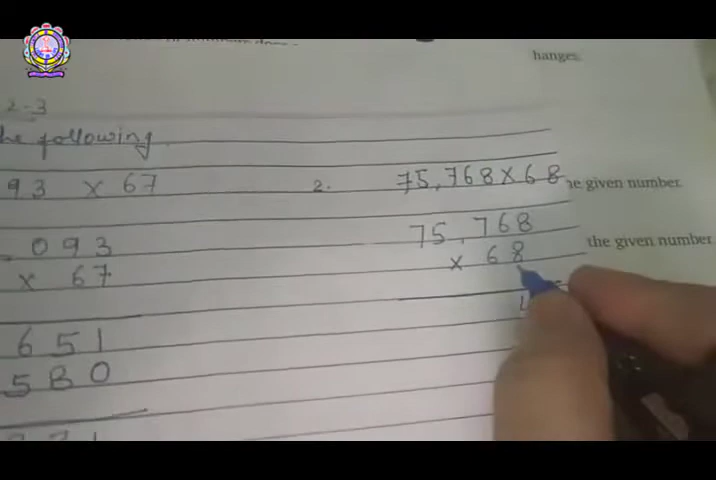 hanges.
2-3
he following
93 x 67
2. 75,768 x 68
he given number.
093
x 67
651
580
75,768
x 68
the given number